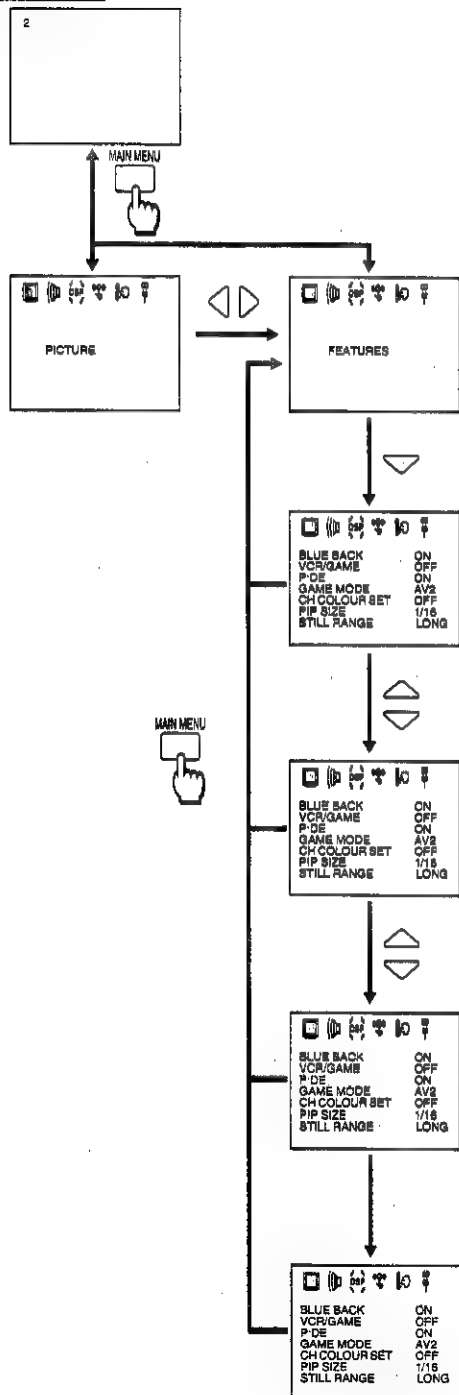 2
MAIN MENU
PICTURE
FEATURES
BLUE BACK ON
VCR/GAME OFF
P·DE ON
GAME MODE AV2
CH COLOUR SET OFF
PIP SIZE 1/16
STILL RANGE LONG
MAIN MENU
BLUE BACK ON
VCR/GAME OFF
P·DE ON
GAME MODE AV2
CH COLOUR SET OFF
PIP SIZE 1/16
STILL RANGE LONG
BLUE BACK ON
VCR/GAME OFF
P·DE ON
GAME MODE AV2
CH COLOUR SET OFF
PIP SIZE 1/16
STILL RANGE LONG
BLUE BACK ON
VCR/GAME OFF
P·DE ON
GAME MODE AV2
CH COLOUR SET OFF
PIP SIZE 1/16
STILL RANGE LONG